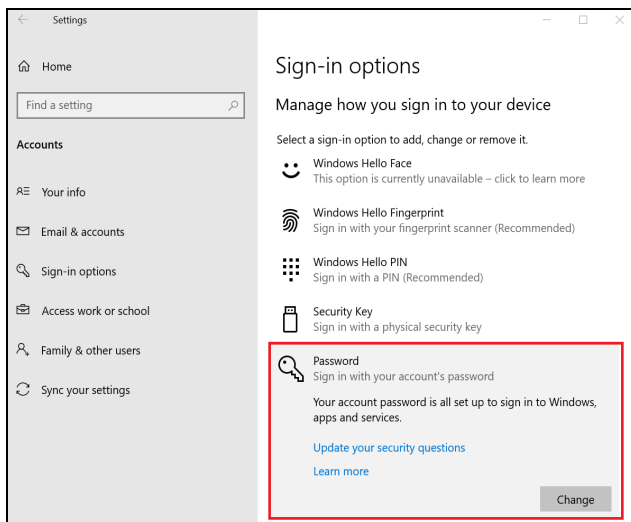 Settings
Home
Find a setting
Accounts
Your info
Email & accounts
Sign-in options
Access work or school
Family & other users
Sync your settings
Sign-in options
Manage how you sign in to your device
Select a sign-in option to add, change or remove it.
Windows Hello Face
This option is currently unavailable – click to learn more
Windows Hello Fingerprint
Sign in with your fingerprint scanner (Recommended)
Windows Hello PIN
Sign in with a PIN (Recommended)
Security Key
Sign in with a physical security key
Password
Sign in with your account's password
Your account password is all set up to sign in to Windows,
apps and services.
Update your security questions
Learn more
Change